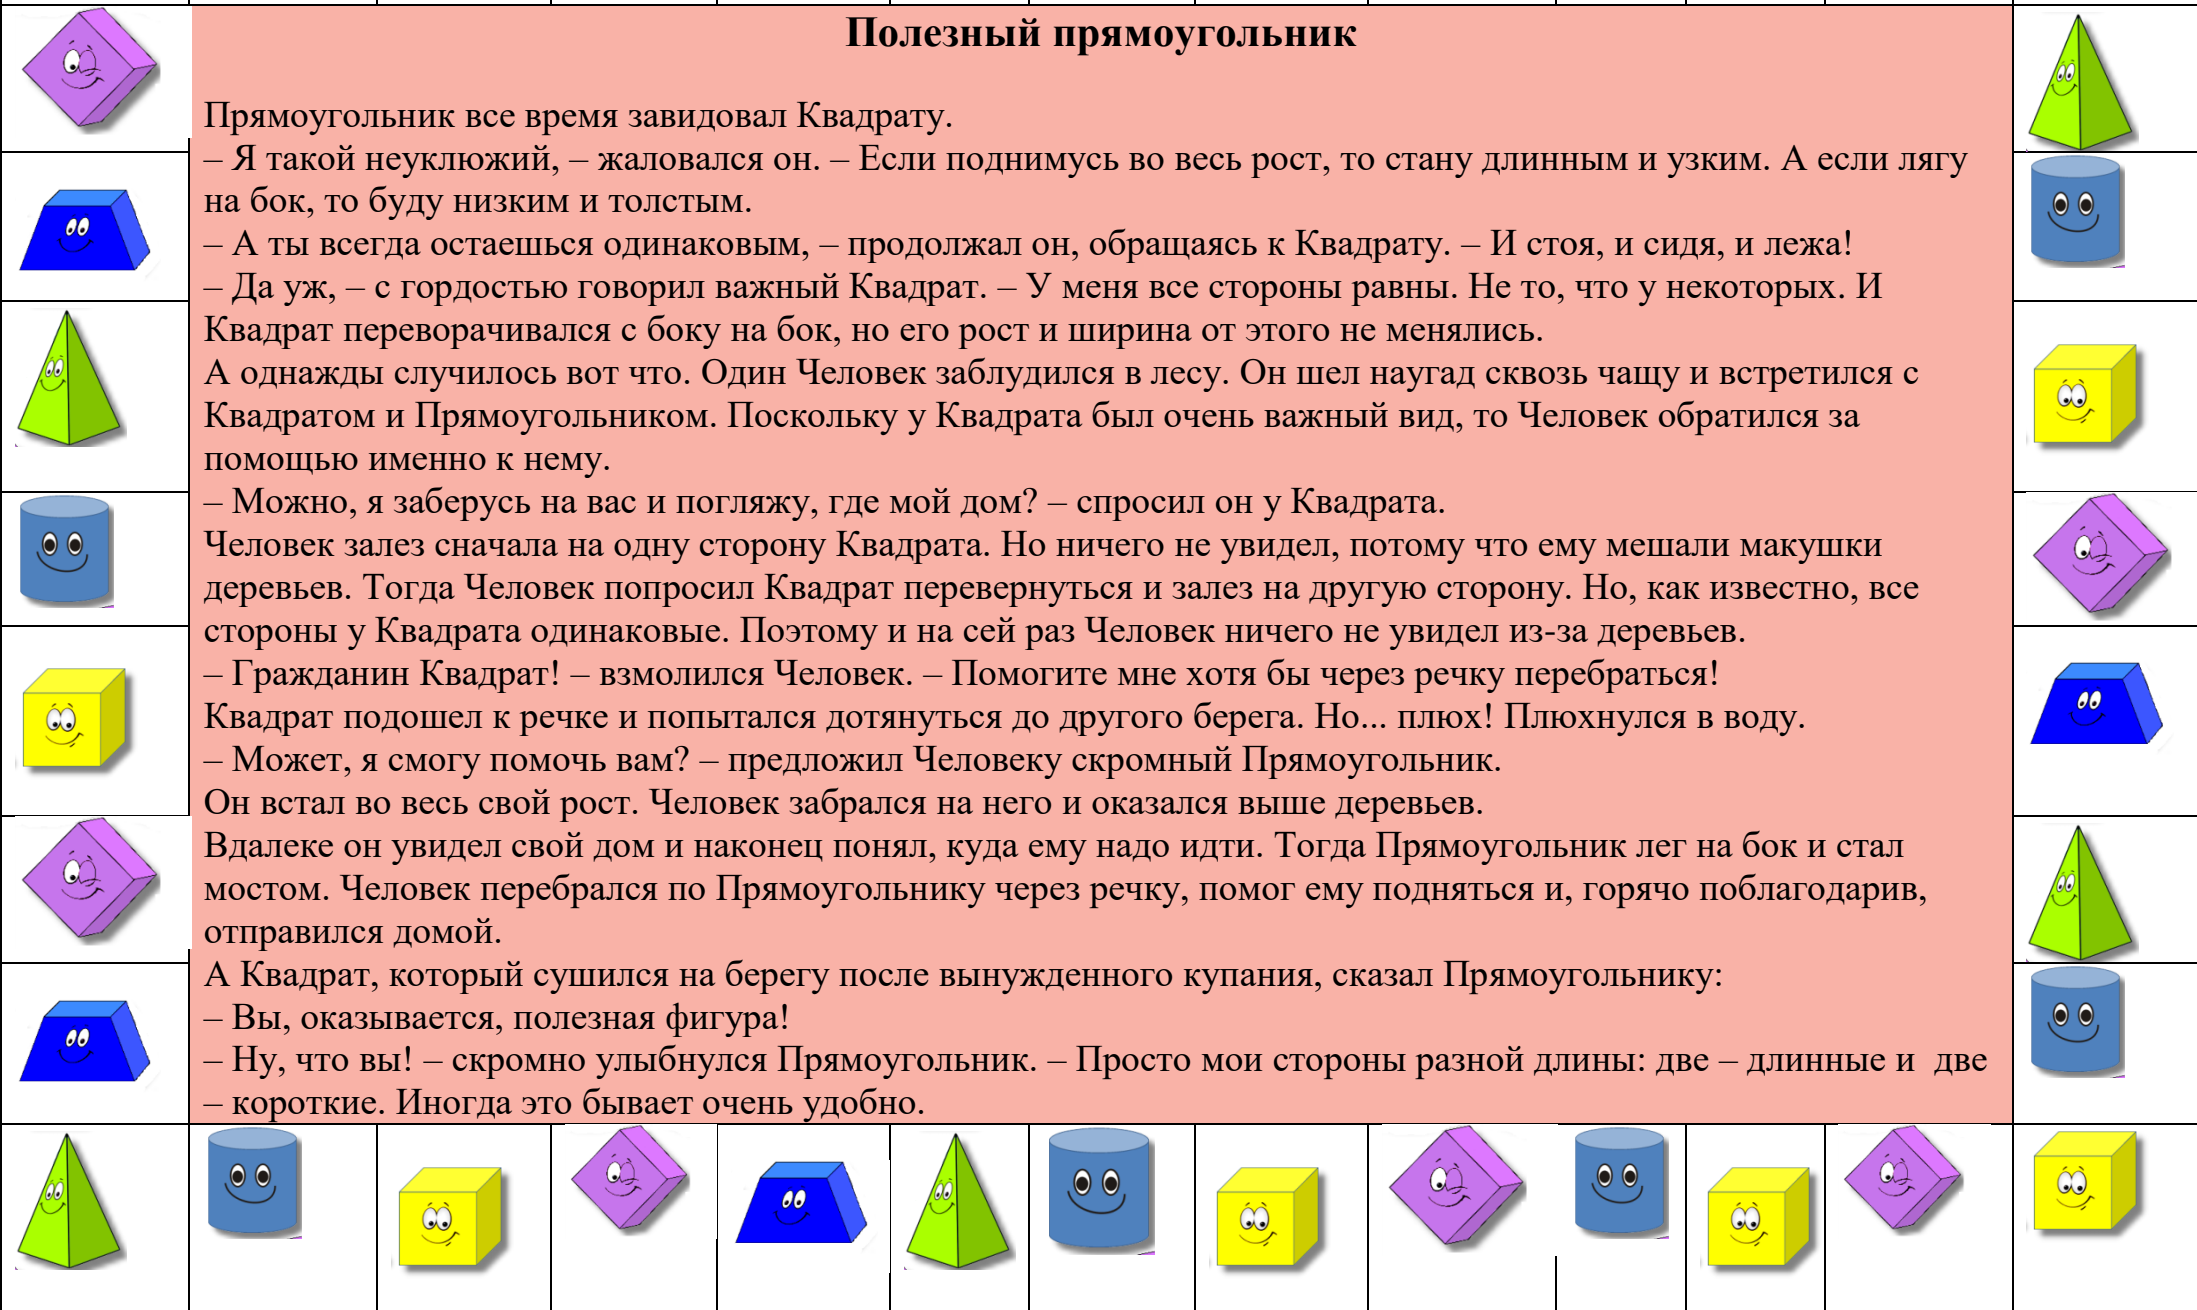 Полезный прямоугольник
Прямоугольник все время завидовал Квадрату.
– Я такой неуклюжий, – жаловался он. – Если поднимусь во весь рост, то стану длинным и узким. А если лягу
на бок, то буду низким и толстым.
– А ты всегда остаешься одинаковым, – продолжал он, обращаясь к Квадрату. – И стоя, и сидя, и лежа!
– Да уж, – с гордостью говорил важный Квадрат. – У меня все стороны равны. Не то, что у некоторых. И
Квадрат переворачивался с боку на бок, но его рост и ширина от этого не менялись.
А однажды случилось вот что. Один Человек заблудился в лесу. Он шел наугад сквозь чащу и встретился с
Квадратом и Прямоугольником. Поскольку у Квадрата был очень важный вид, то Человек обратился за
помощью именно к нему.
– Можно, я заберусь на вас и погляжу, где мой дом? – спросил он у Квадрата.
Человек залез сначала на одну сторону Квадрата. Но ничего не увидел, потому что ему мешали макушки
деревьев. Тогда Человек попросил Квадрат перевернуться и залез на другую сторону. Но, как известно, все
стороны у Квадрата одинаковые. Поэтому и на сей раз Человек ничего не увидел из-за деревьев.
– Гражданин Квадрат! – взмолился Человек. – Помогите мне хотя бы через речку перебраться!
Квадрат подошел к речке и попытался дотянуться до другого берега. Но... плюх! Плюхнулся в воду.
– Может, я смогу помочь вам? – предложил Человеку скромный Прямоугольник.
Он встал во весь свой рост. Человек забрался на него и оказался выше деревьев.
Вдалеке он увидел свой дом и наконец понял, куда ему надо идти. Тогда Прямоугольник лег на бок и стал
мостом. Человек перебрался по Прямоугольнику через речку, помог ему подняться и, горячо поблагодарив,
отправился домой.
А Квадрат, который сушился на берегу после вынужденного купания, сказал Прямоугольнику:
– Вы, оказывается, полезная фигура!
– Ну, что вы! – скромно улыбнулся Прямоугольник. – Просто мои стороны разной длины: две – длинные и  две
– короткие. Иногда это бывает очень удобно.